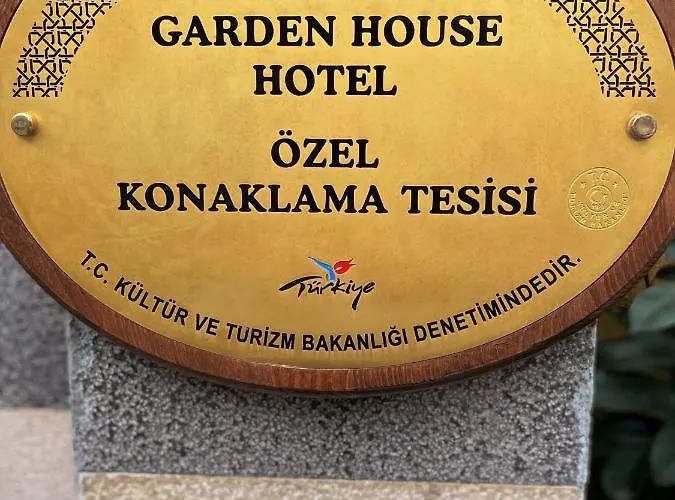 GARDEN HOUSE
HOTEL
ÖZEL
KONAKLAMA TESİSİ
Türkiye
T.C. KÜLTÜR VE TURİZM BAKANLIĞI DENETİMİNDEDİR.